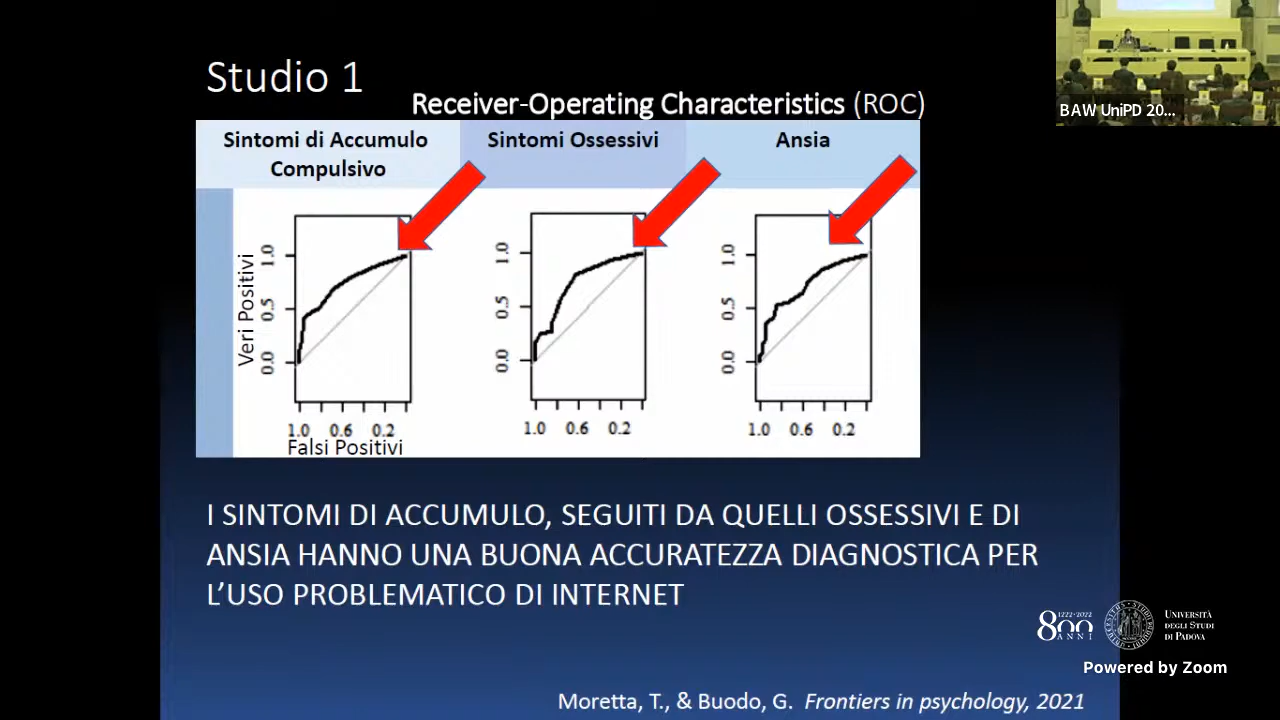 Studio 1
Receiver-Operating Characteristics (ROC)
BAW UniPD 20...
Sintomi di Accumulo
Compulsivo
Sintomi Ossessivi
Ansia
Veri Positivi
0.0 0.5 1.0
1.0 0.6 0.2
Falsi Positivi
0.0 0.5 1.0
1.0 0.6 0.2
0.0 0.5 1.0
1.0 0.6 0.2
I SINTOMI DI ACCUMULO, SEGUITI DA QUELLI OSSESSIVI E DI
ANSIA HANNO UNA BUONA ACCURATEZZA DIAGNOSTICA PER
L’USO PROBLEMATICO DI INTERNET
1222·2022
800
ANNI
UNIVERSITÀ
DEGLI STUDI
DI PADOVA
Powered by Zoom
Moretta, T., & Buodo, G. Frontiers in psychology, 2021